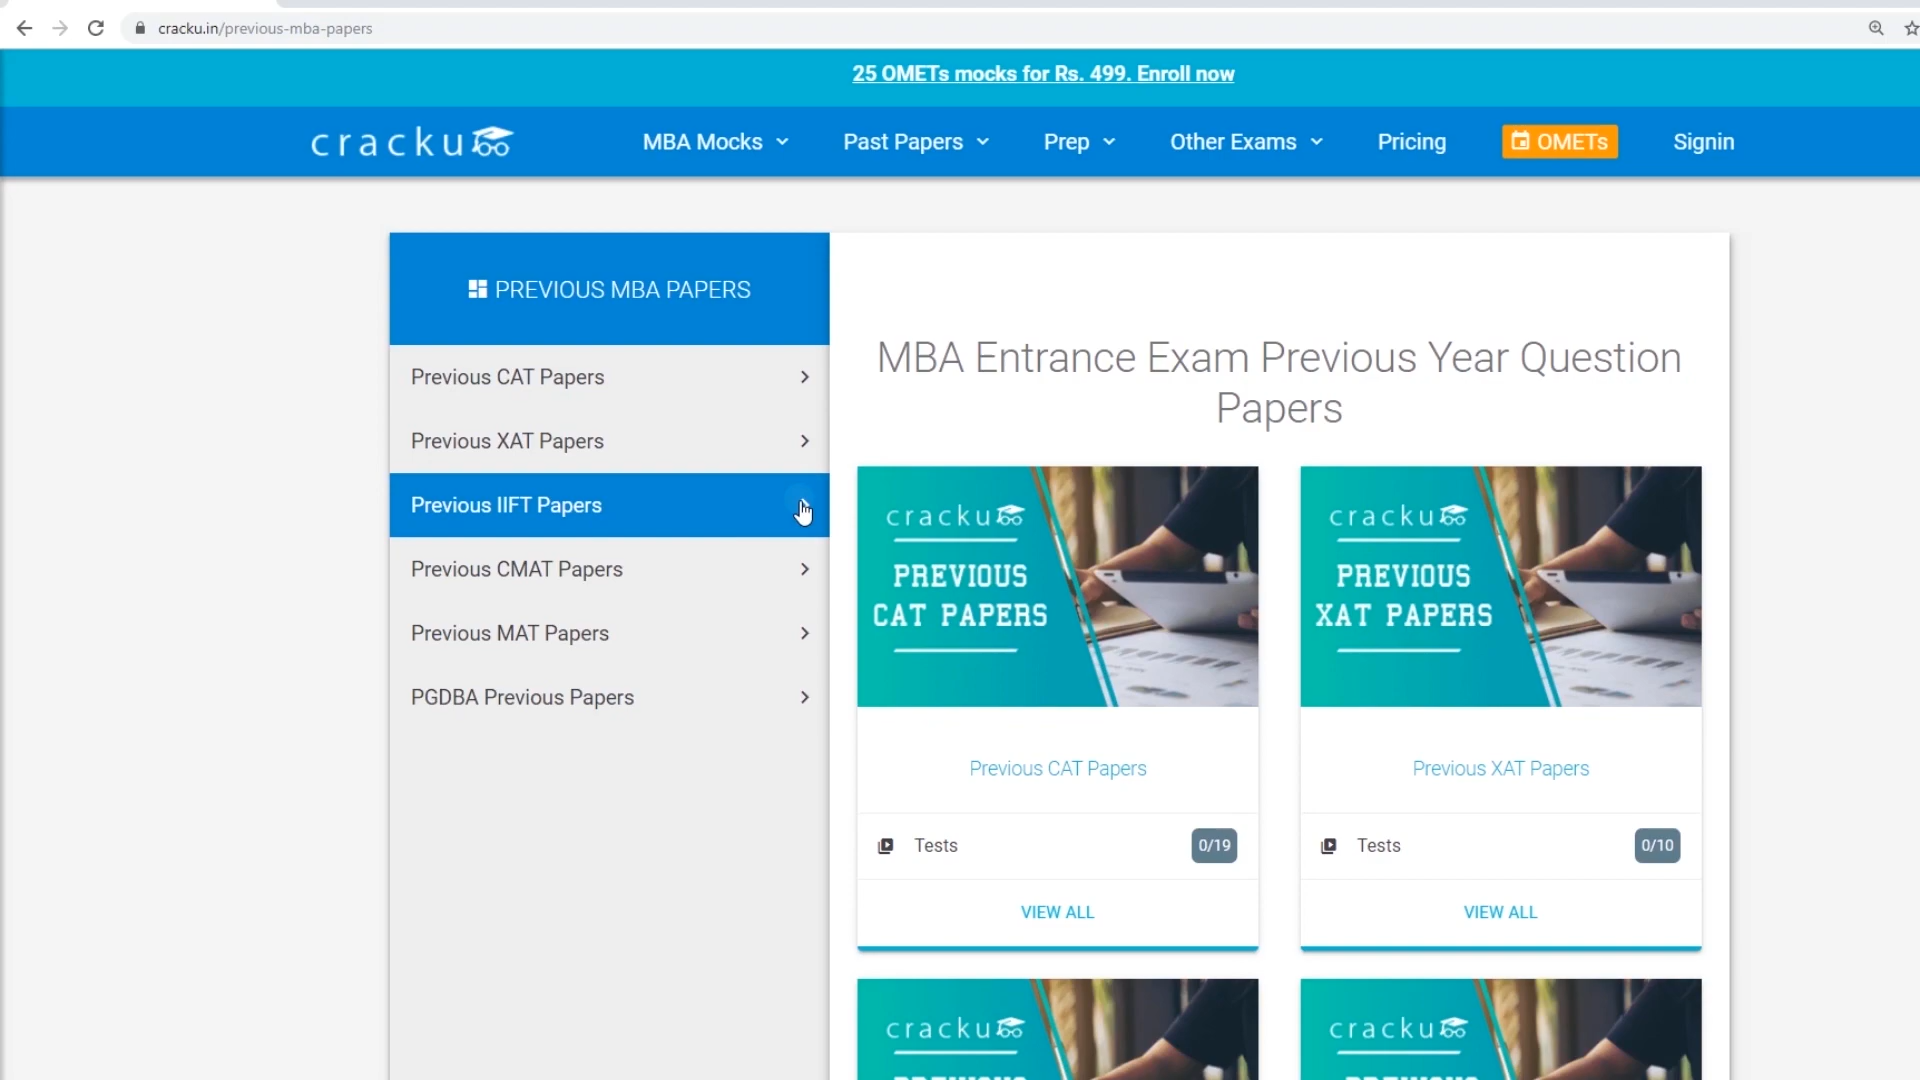 cracku.in/previous-mba-papers
25 OMETs mocks for Rs. 499. Enroll now
cracku
MBA Mocks
Past Papers
Prep
Other Exams
Pricing
OMETs
Signin
PREVIOUS MBA PAPERS
Previous CAT Papers
Previous XAT Papers
Previous IIFT Papers
Previous CMAT Papers
Previous MAT Papers
PGDBA Previous Papers
MBA Entrance Exam Previous Year Question
Papers
cracku
PREVIOUS
CAT PAPERS
Previous CAT Papers
Tests
0/19
VIEW ALL
cracku
PREVIOUS
XAT PAPERS
Previous XAT Papers
Tests
0/10
VIEW ALL
cracku
PREVIOUS
cracku
PREVIOUS